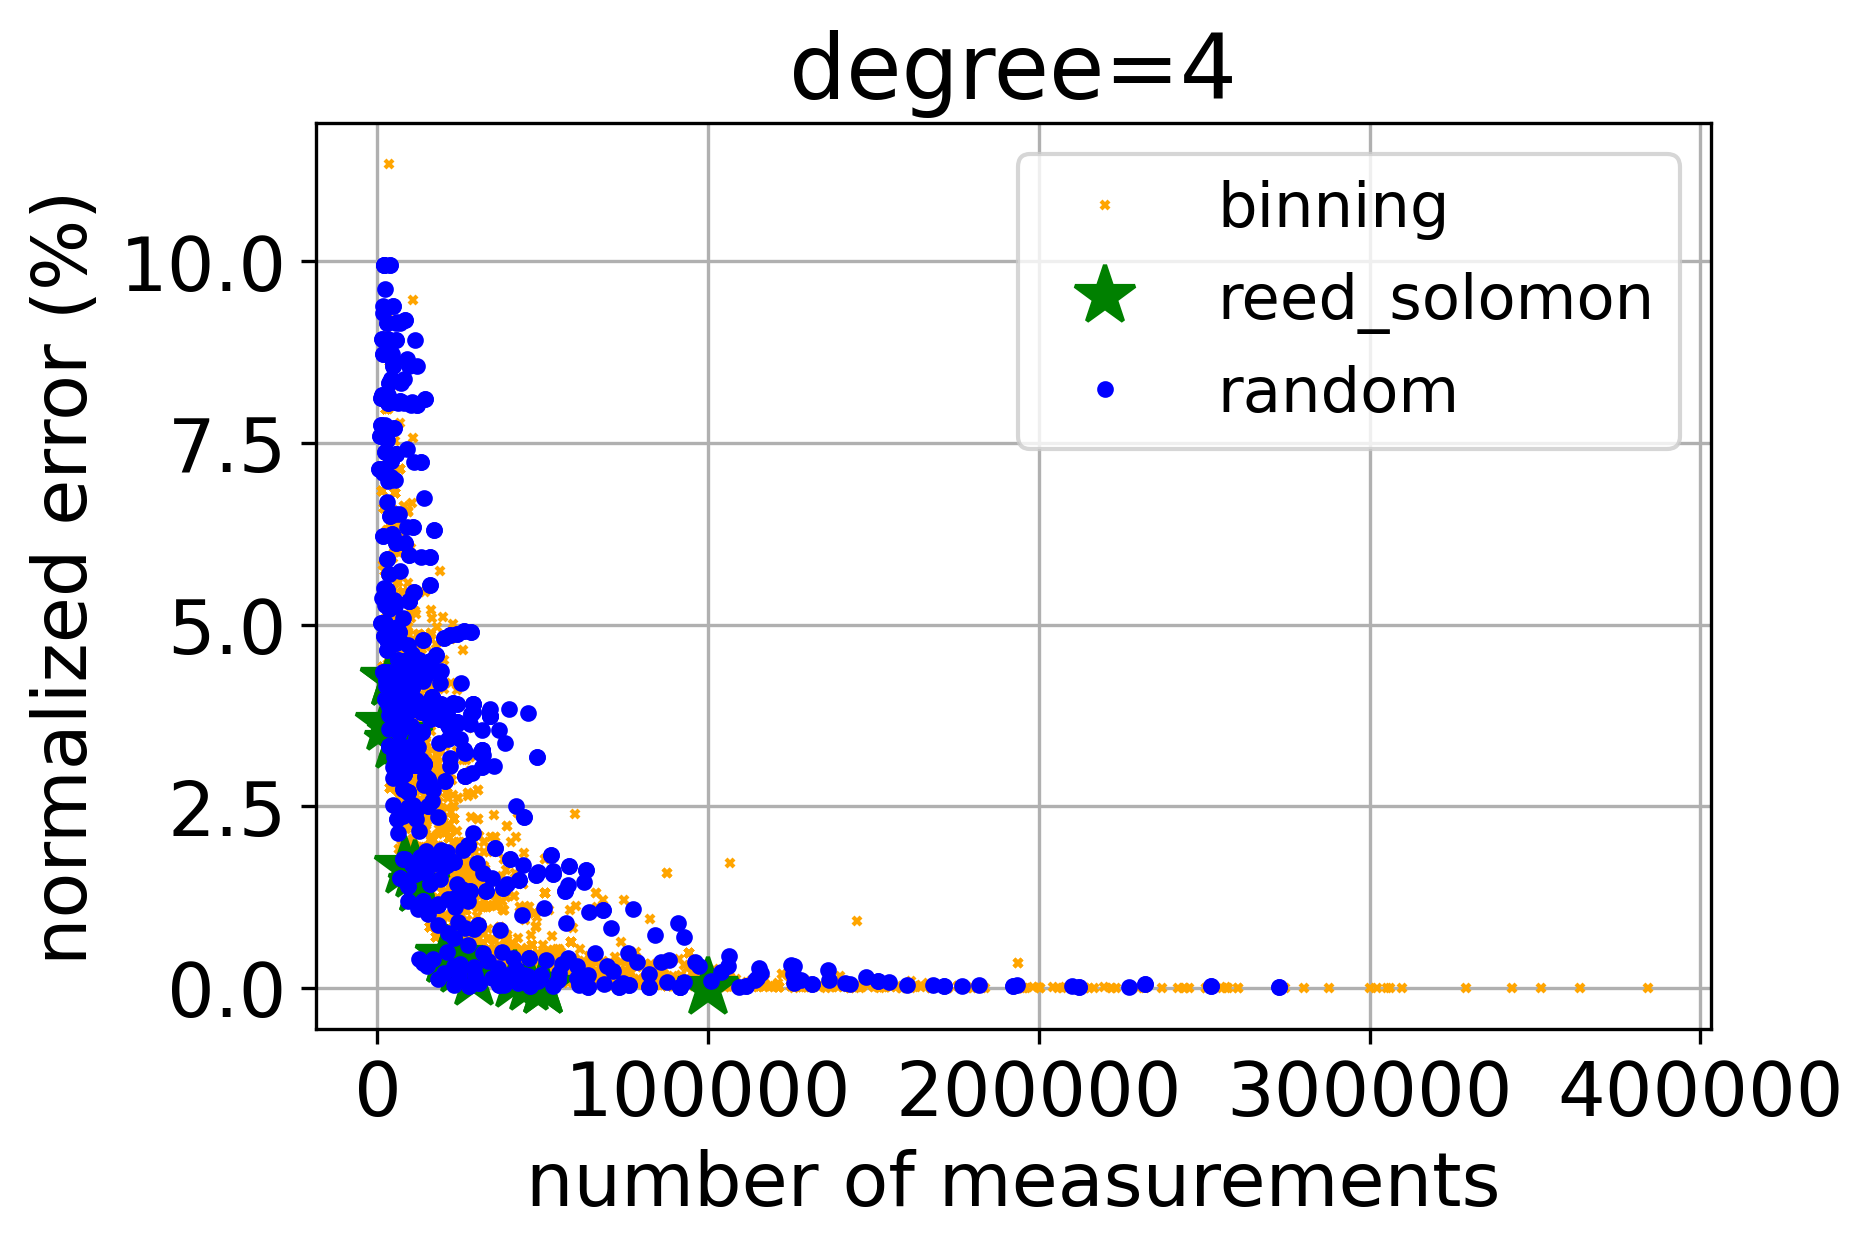 degree=4
normalized error (%)
10.0
7.5
5.0
2.5
0.0
binning
reed_solomon
random
0 100000 200000 300000 400000
number of measurements